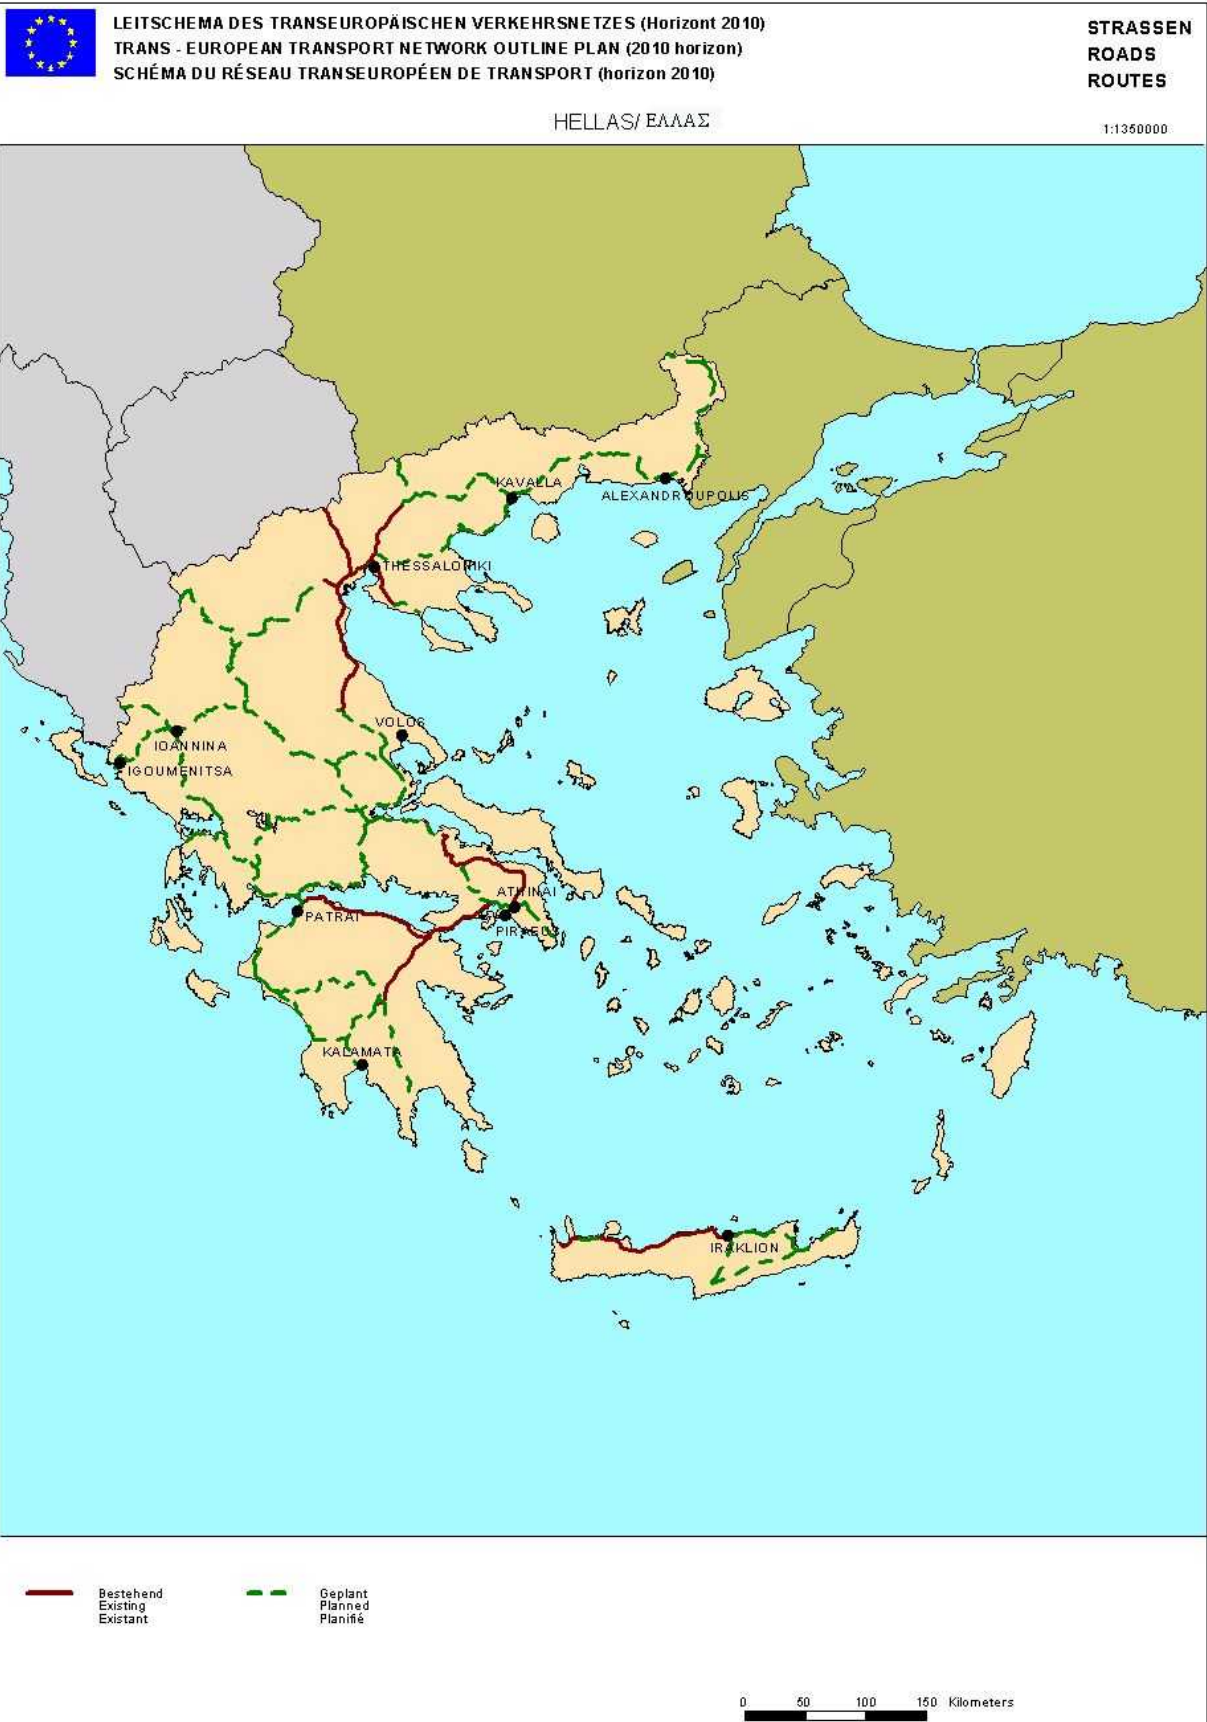 LEITSCHEMA DES TRANSEUROPÄISCHEN VERKEHRSNETZES (Horizont 2010)
TRANS - EUROPEAN TRANSPORT NETWORK OUTLINE PLAN (2010 horizon)
SCHÉMA DU RÉSEAU TRANSEUROPÉEN DE TRANSPORT (horizon 2010)
STRASSEN
ROADS
ROUTES
HELLAS/ ΕΛΛΑΣ
1:1350000
KAVALLA
ALEXANDROUPOLIS
THESSALONIKI
VOLOS
IOANNINA
IGOUMENITSA
ATHINAI
PATRAI
PIRAEUS
KALAMATA
IRAKLION
Bestehend
Existing
Existant
Geplant
Planned
Planifié
0 50 100 150 Kilometers